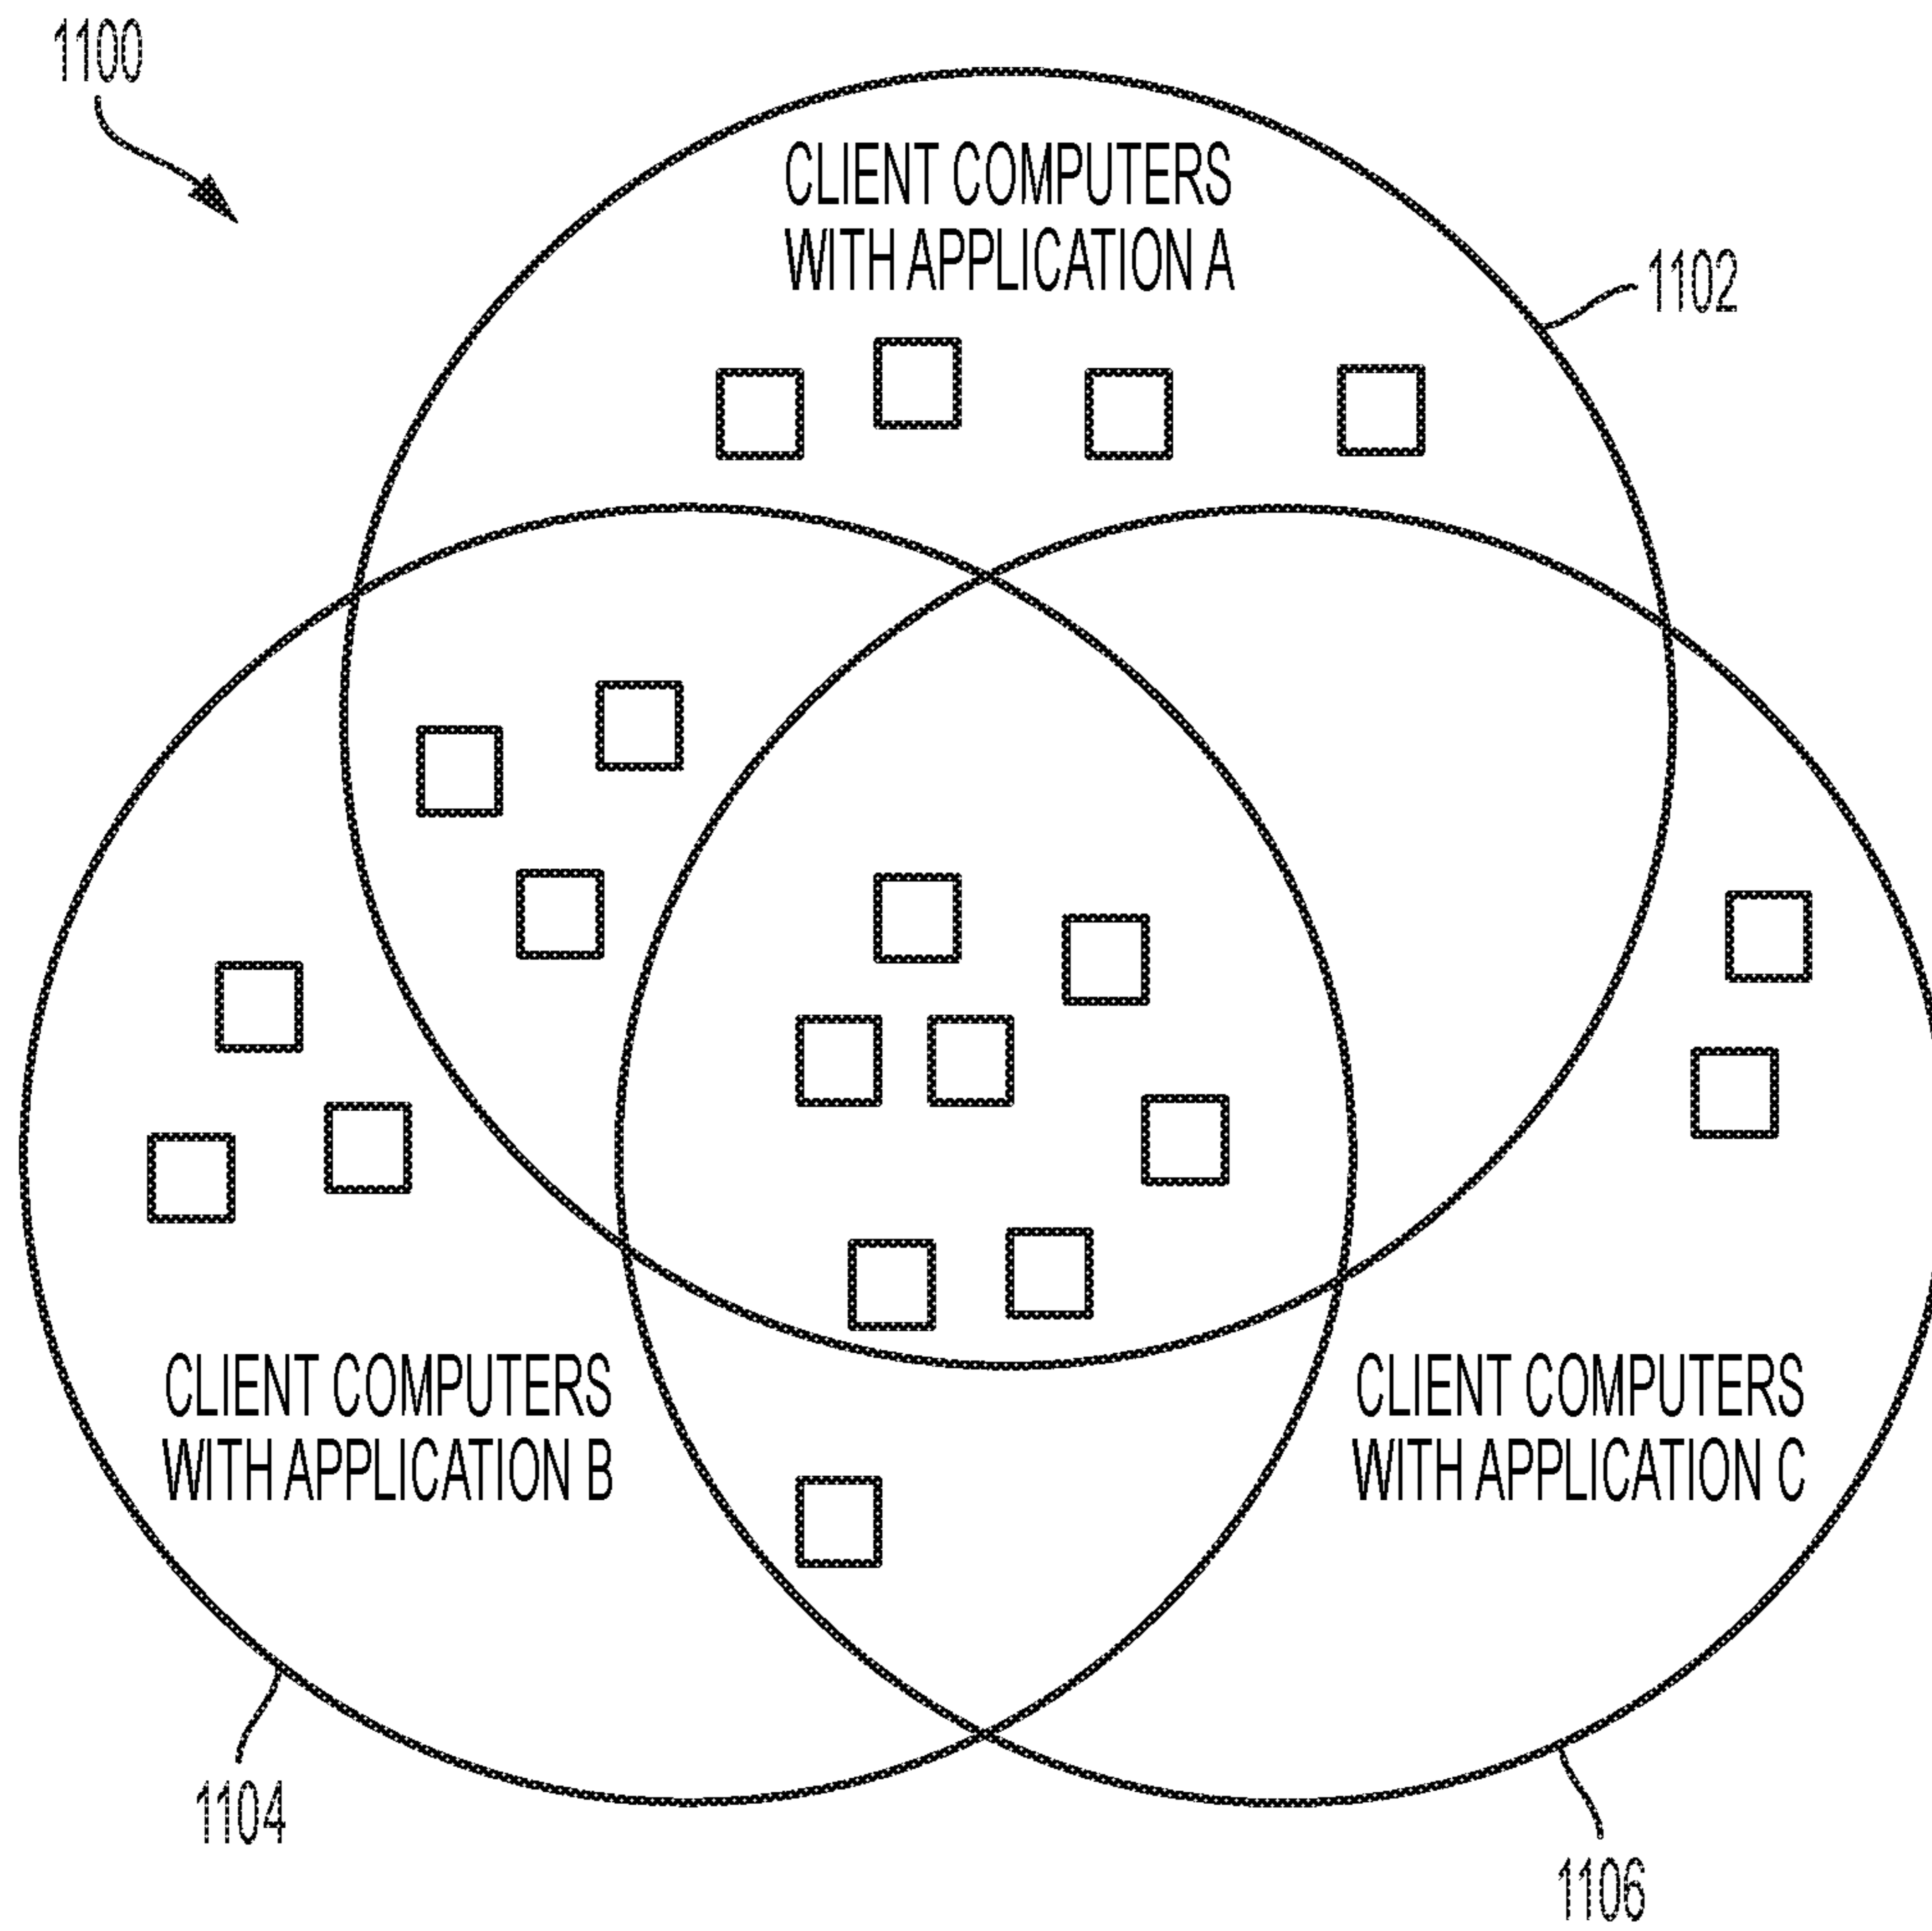 1100
CLIENT COMPUTERS
WITH APPLICATION A
1102
CLIENT COMPUTERS
WITH APPLICATION B
CLIENT COMPUTERS
WITH APPLICATION C
1104
1106